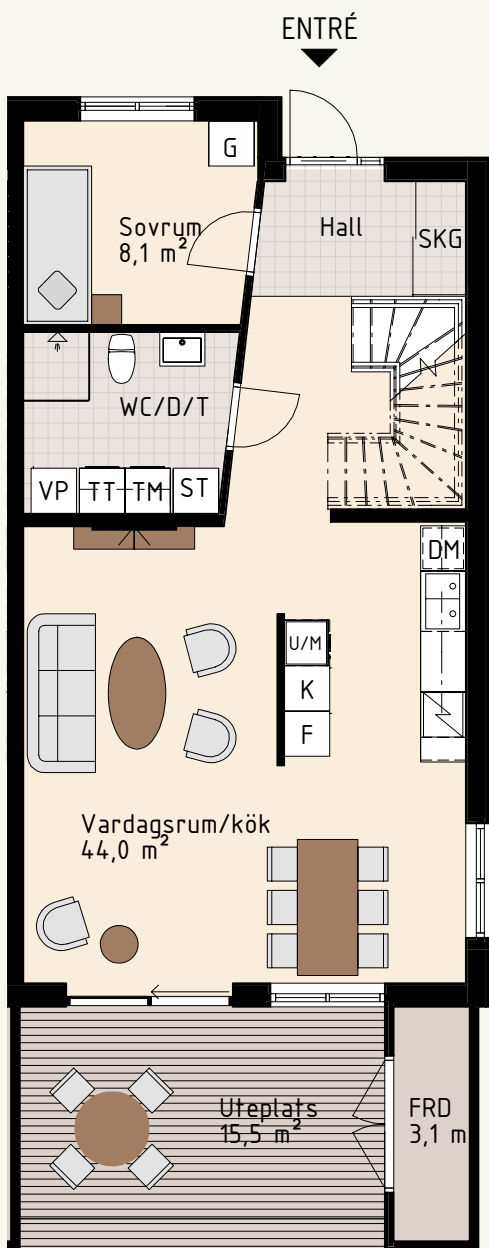 ENTRÉ
G
Sovrum
8,1 m²
Hall
SKG
WC/D/T
VP
TT
TM
ST
DM
U/M
K
F
Vardagsrum/kök
44,0 m²
Uteplats
15,5 m²
FRD
3,1 m